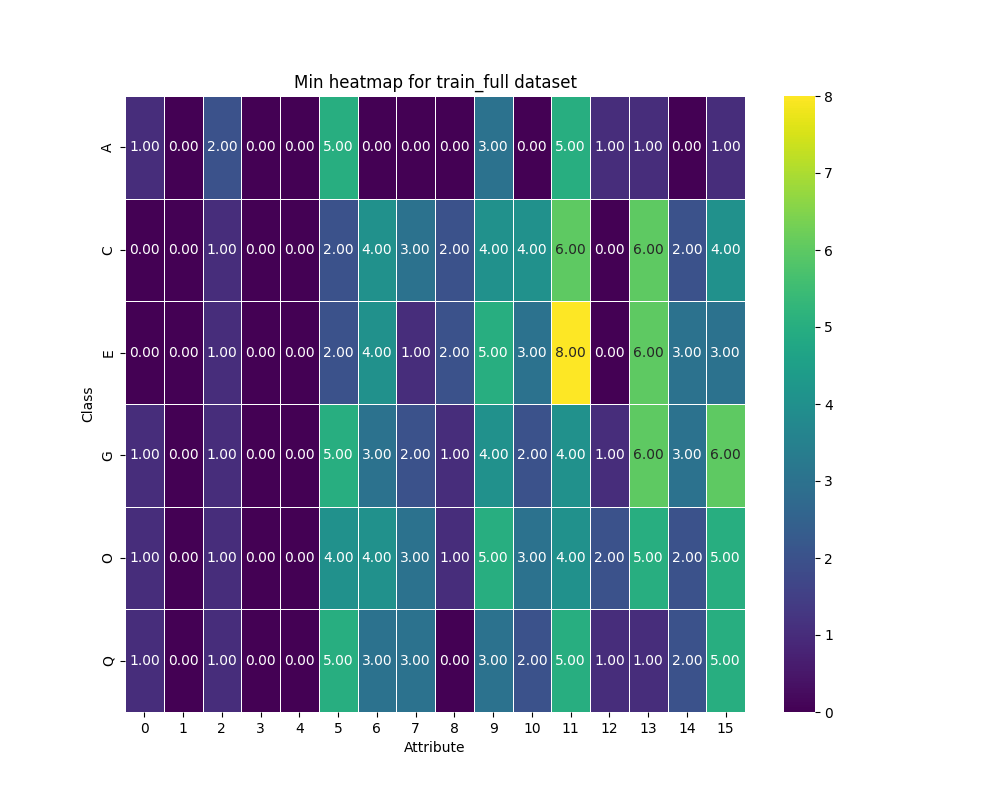 Min heatmap for train_full dataset
A 1.00 0.00 2.00 0.00 0.00 5.00 0.00 0.00 0.00 3.00 0.00 5.00 1.00 1.00 0.00 1.00
C 0.00 0.00 1.00 0.00 0.00 2.00 4.00 3.00 2.00 4.00 4.00 6.00 0.00 6.00 2.00 4.00
E 0.00 0.00 1.00 0.00 0.00 2.00 4.00 1.00 2.00 5.00 3.00 8.00 0.00 6.00 3.00 3.00
G 1.00 0.00 1.00 0.00 0.00 5.00 3.00 2.00 1.00 4.00 2.00 4.00 1.00 6.00 3.00 6.00
O 1.00 0.00 1.00 0.00 0.00 4.00 4.00 3.00 1.00 5.00 3.00 4.00 2.00 5.00 2.00 5.00
Q 1.00 0.00 1.00 0.00 0.00 5.00 3.00 3.00 0.00 3.00 2.00 5.00 1.00 1.00 2.00 5.00
0 1 2 3 4 5 6 7 8 9 10 11 12 13 14 15
Attribute
Class
8
7
6
5
4
3
2
1
0